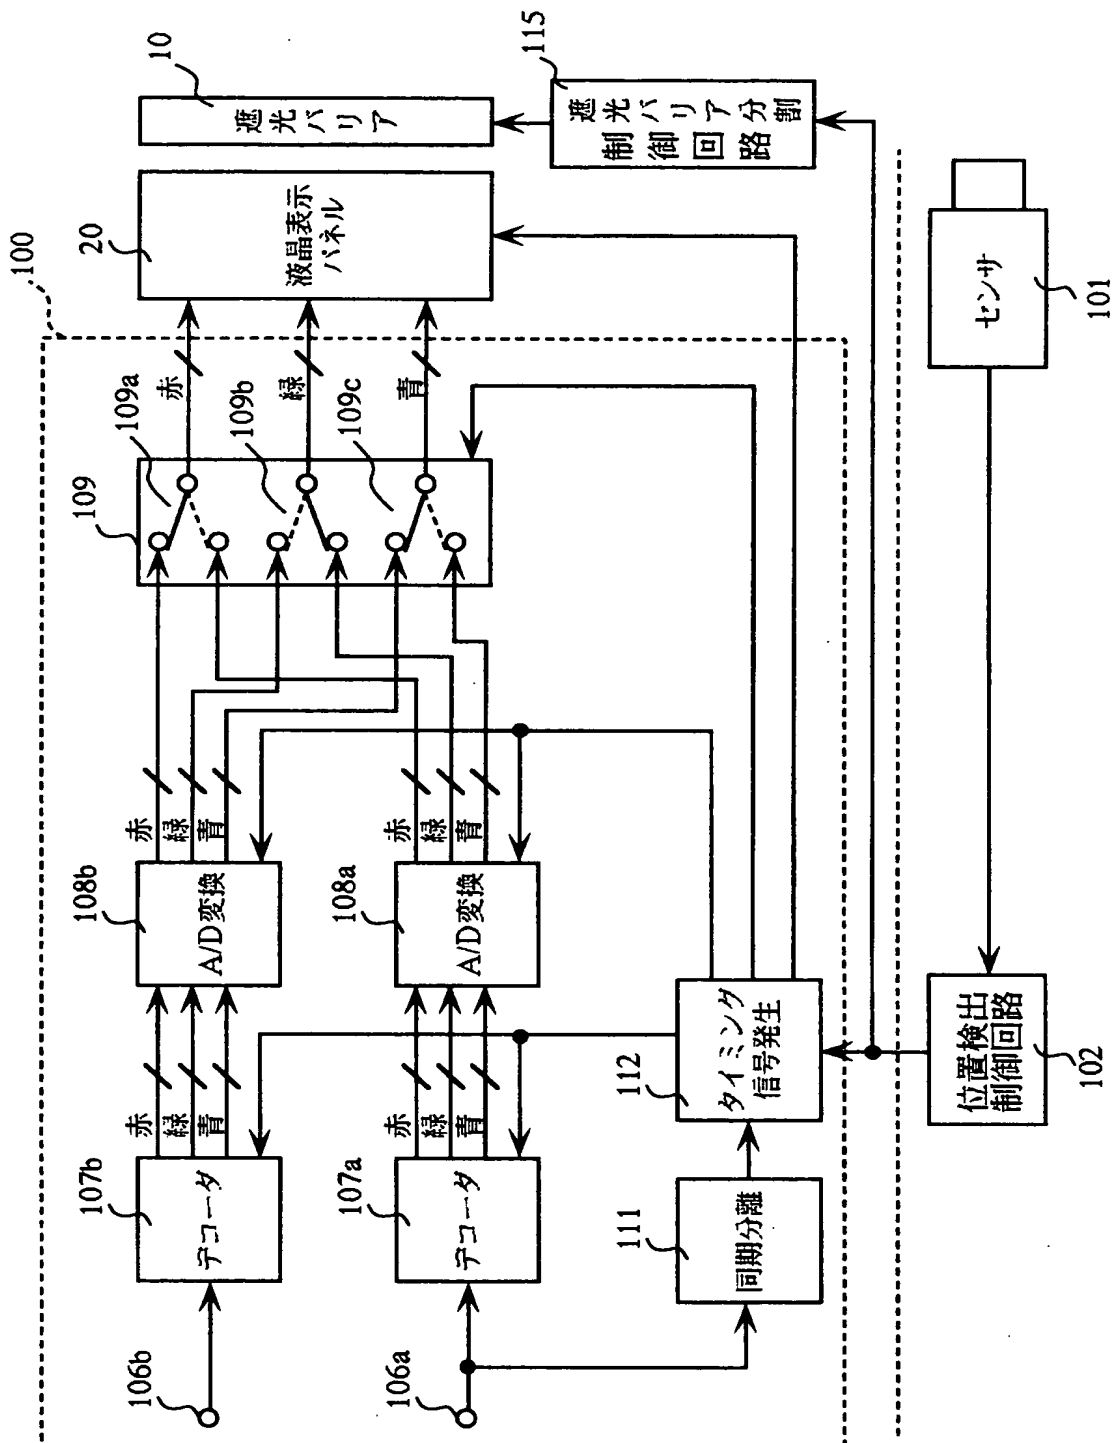 100
106b
107b
デコーダ
赤
緑
青
108b
A/D変換
赤
緑
青
109
109a
109b
109c
赤
緑
青
20
液晶表示
パネル
10
遮光バリア
106a
107a
デコーダ
赤
緑
青
108a
A/D変換
赤
緑
青
115
遮光バリア分割
制御回路
111
同期分離
112
タイミング
信号発生
102
位置検出
制御回路
センサ
101